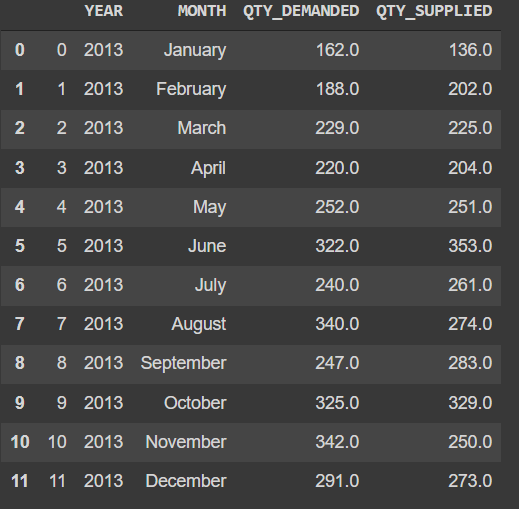 YEAR MONTH QTY_DEMANDED QTY_SUPPLIED
0 0 2013 January 162.0 136.0
1 1 2013 February 188.0 202.0
2 2 2013 March 229.0 225.0
3 3 2013 April 220.0 204.0
4 4 2013 May 252.0 251.0
5 5 2013 June 322.0 353.0
6 6 2013 July 240.0 261.0
7 7 2013 August 340.0 274.0
8 8 2013 September 247.0 283.0
9 9 2013 October 325.0 329.0
10 10 2013 November 342.0 250.0
11 11 2013 December 291.0 273.0